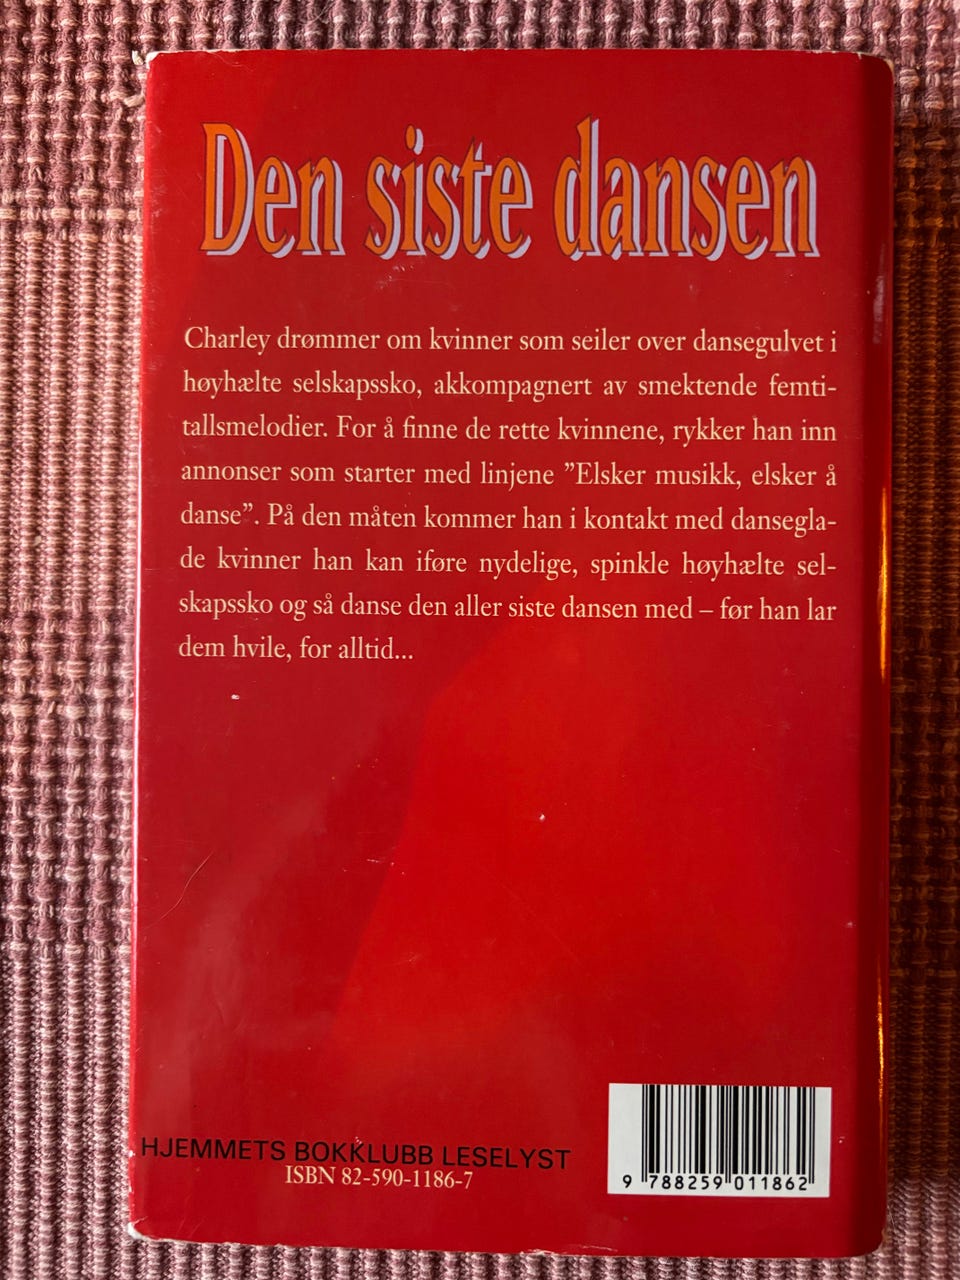 Den siste dansen
Charley drømmer om kvinner som seiler over dansegulvet i
høyhælte selskapssko, akkompagnert av smektende femti-
tallsmelodier. For å finne de rette kvinnene, rykker han inn
annonser som starter med linjene ”Elsker musikk, elsker å
danse”. På den måten kommer han i kontakt med dansegla-
de kvinner han kan iføre nydelige, spinkle høyhælte sel-
skapssko og så danse den aller siste dansen med – før han lar
dem hvile, for alltid...
HJEMMETS BOKKLUBB LESELYST
ISBN 82-590-1186-7
9 788259 011862